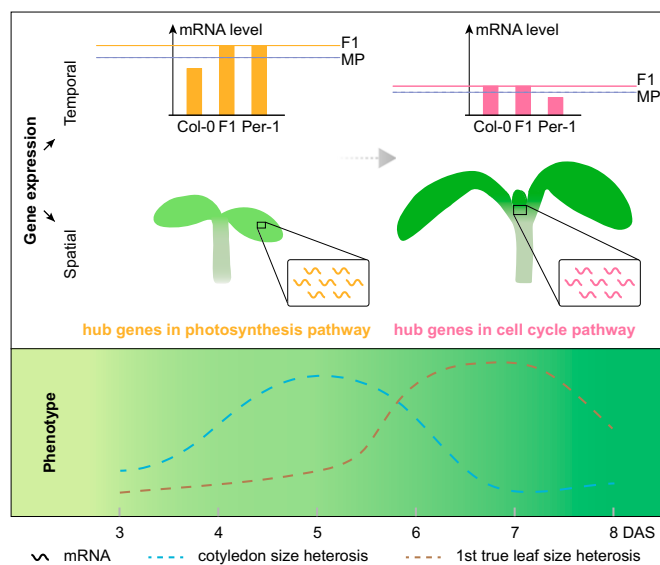 Gene expression
Temporal
Spatial
mRNA level
F1
MP
Col-0 F1 Per-1
mRNA level
F1
MP
Col-0 F1 Per-1
hub genes in photosynthesis pathway
hub genes in cell cycle pathway
Phenotype
3 4 5 6 7 8 DAS
mRNA cotyledon size heterosis 1st true leaf size heterosis